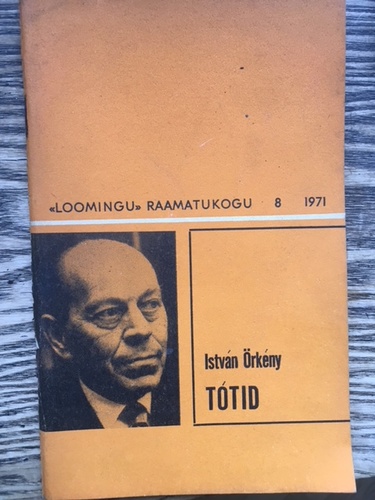 «LOOMINGU» RAAMATUKOGU 8 1971
István Örkény
TÓTID